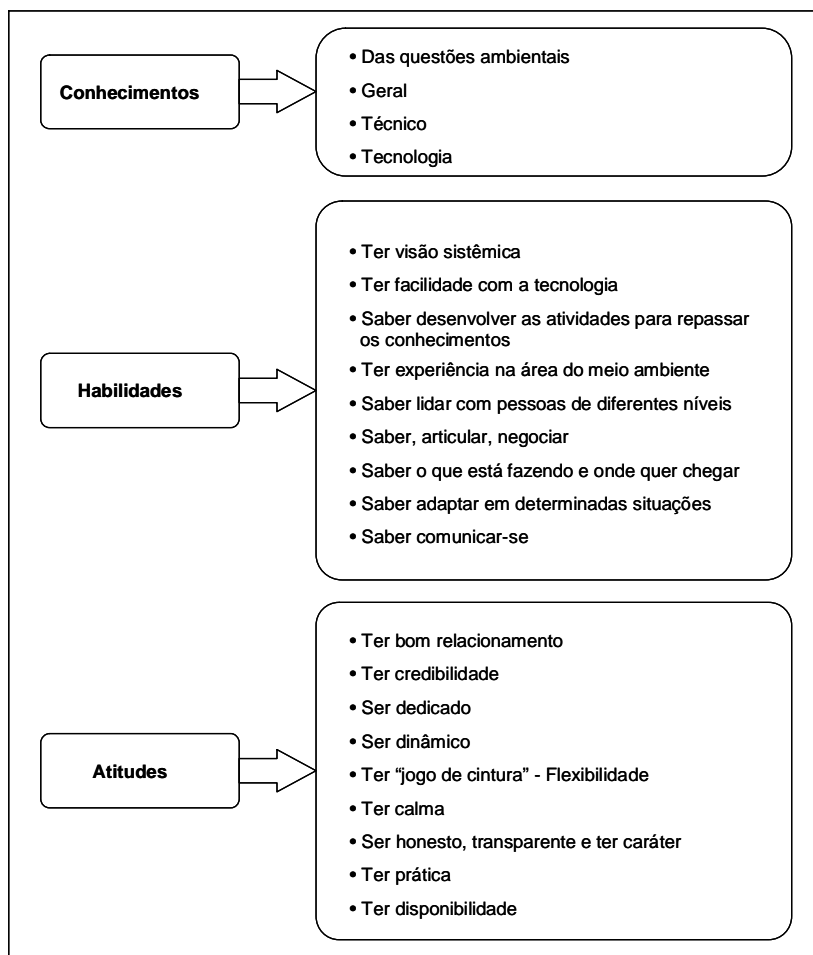 Conhecimentos
• Das questões ambientais
• Geral
• Técnico
• Tecnologia
Habilidades
• Ter visão sistêmica
• Ter facilidade com a tecnologia
• Saber desenvolver as atividades para repassar
os conhecimentos
• Ter experiência na área do meio ambiente
• Saber lidar com pessoas de diferentes níveis
• Saber, articular, negociar
• Saber o que está fazendo e onde quer chegar
• Saber adaptar em determinadas situações
• Saber comunicar-se
Atitudes
• Ter bom relacionamento
• Ter credibilidade
• Ser dedicado
• Ser dinâmico
• Ter “jogo de cintura” - Flexibilidade
• Ter calma
• Ser honesto, transparente e ter caráter
• Ter prática
• Ter disponibilidade